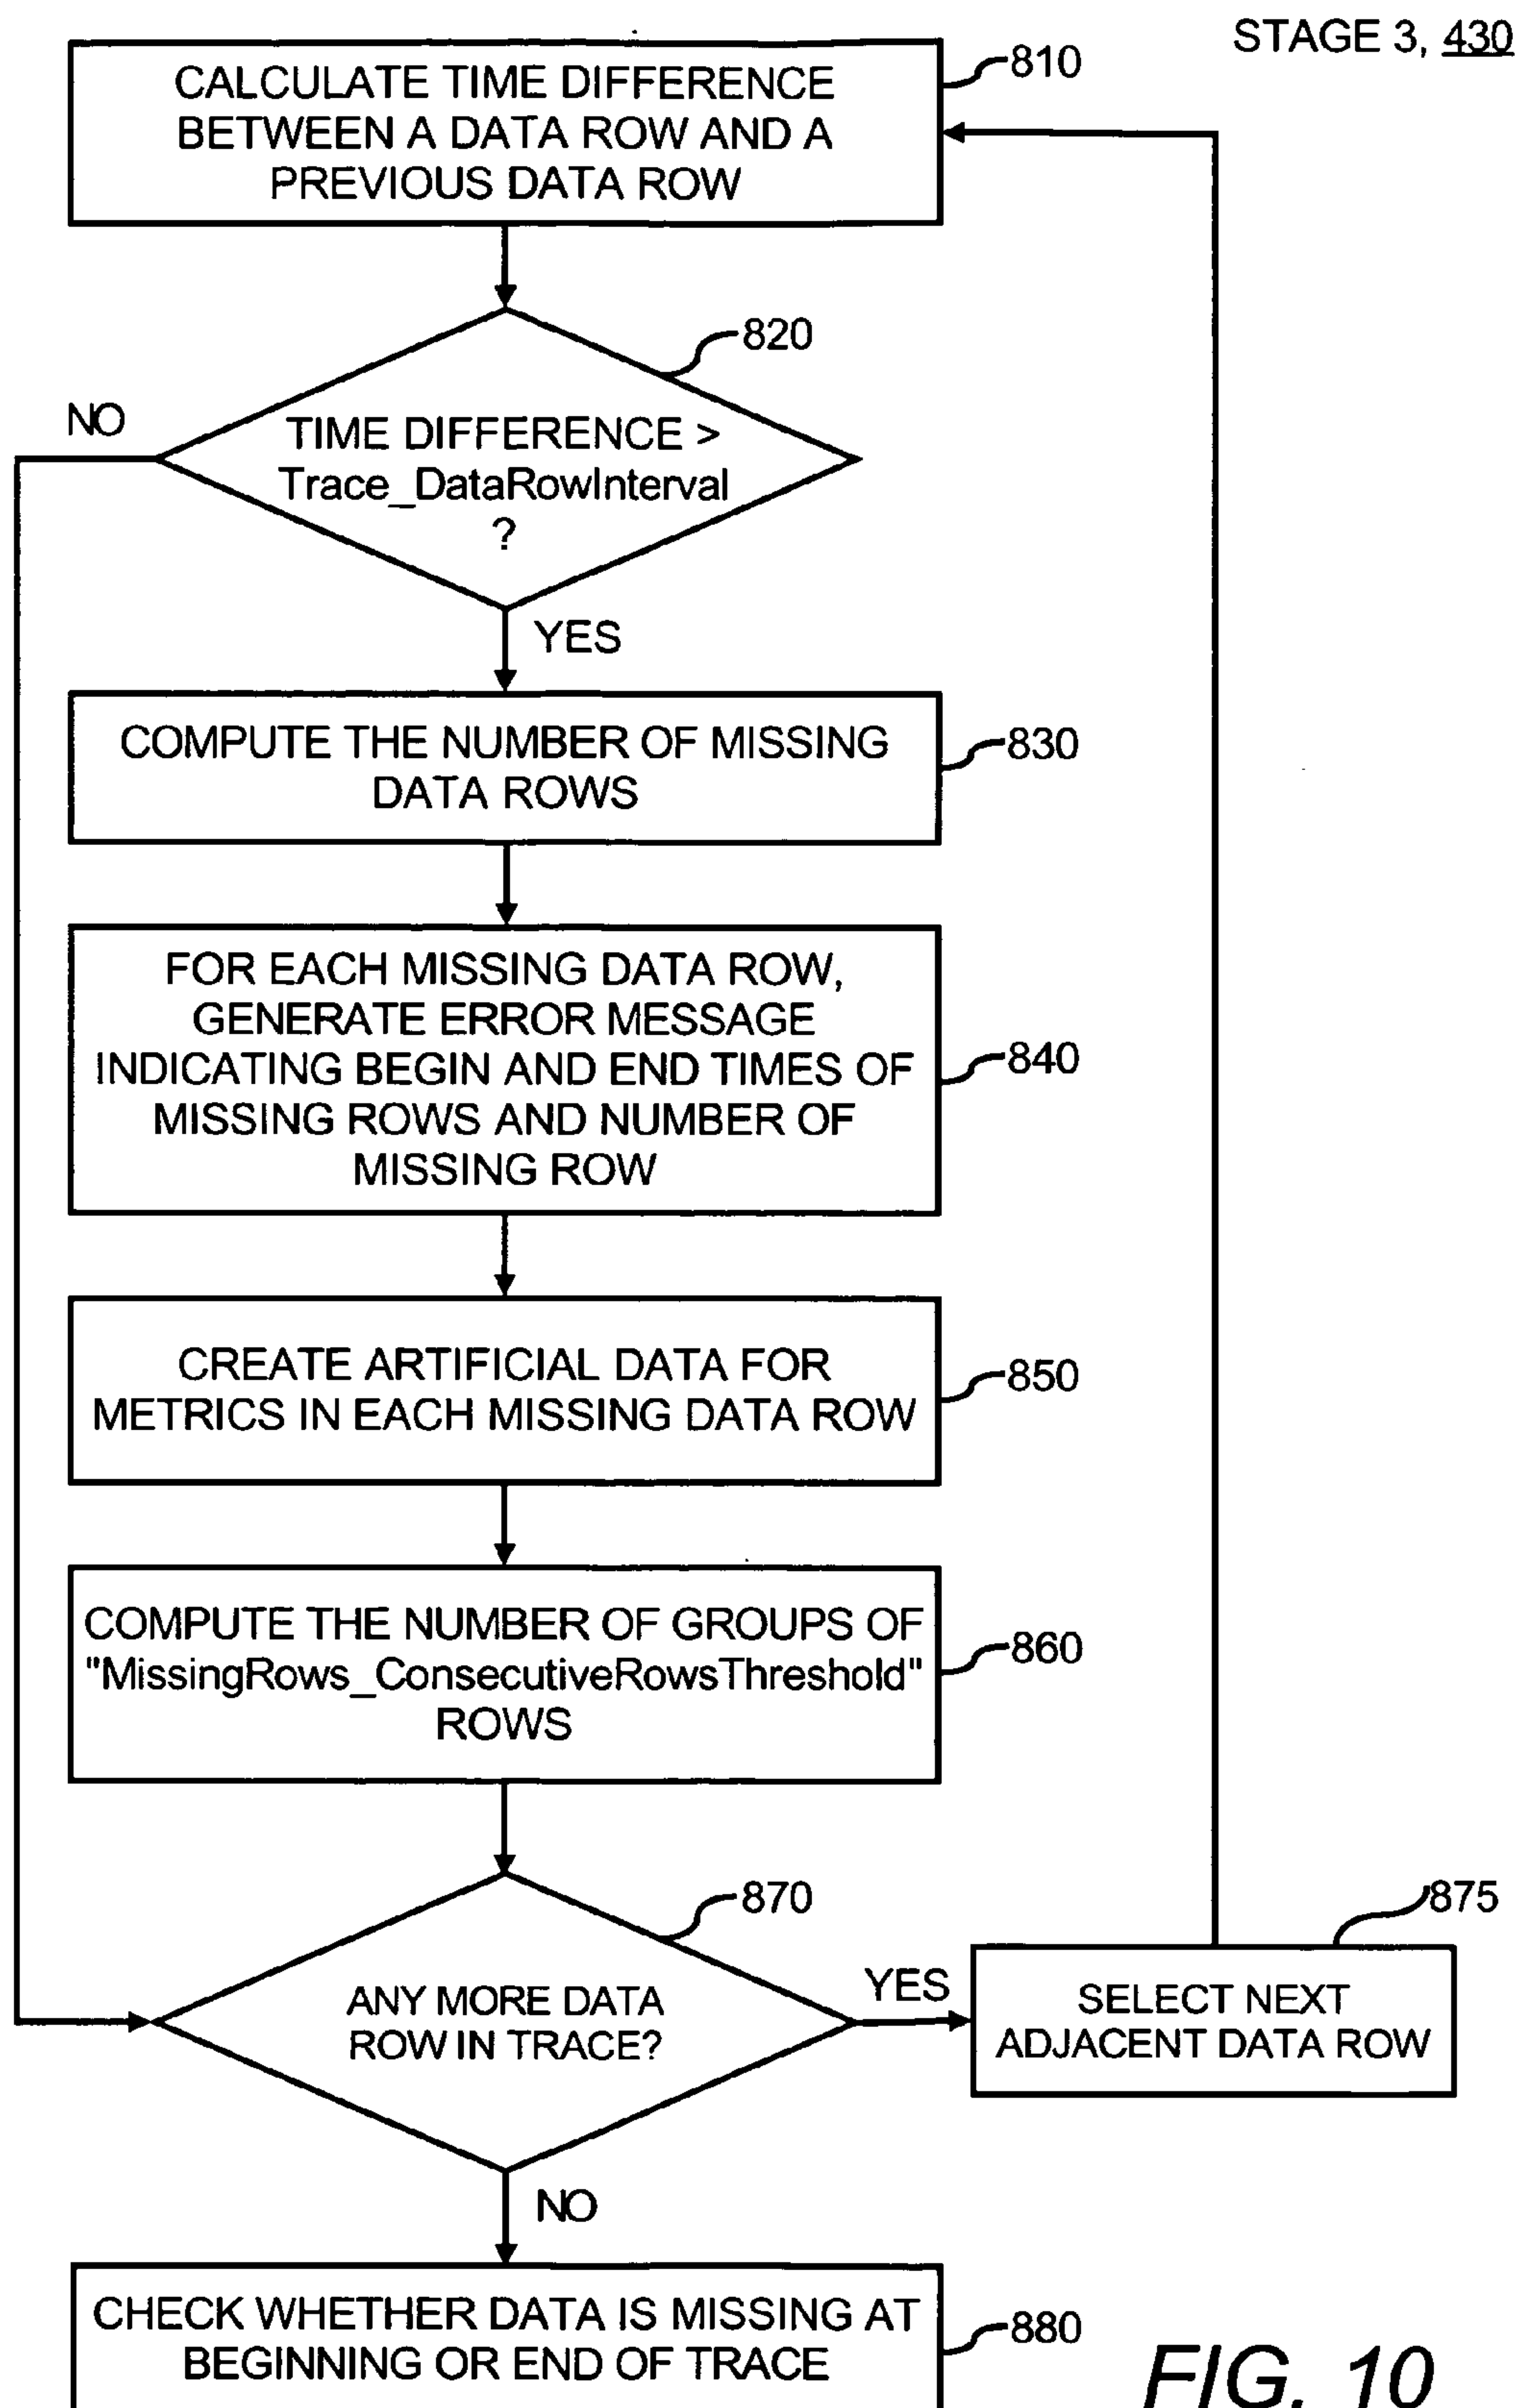 STAGE 3, 430
CALCULATE TIME DIFFERENCE
BETWEEN A DATA ROW AND A
PREVIOUS DATA ROW
810
820
NO
TIME DIFFERENCE >
Trace_DataRowInterval
?
YES
COMPUTE THE NUMBER OF MISSING
DATA ROWS
830
FOR EACH MISSING DATA ROW,
GENERATE ERROR MESSAGE
INDICATING BEGIN AND END TIMES OF
MISSING ROWS AND NUMBER OF
MISSING ROW
840
CREATE ARTIFICIAL DATA FOR
METRICS IN EACH MISSING DATA ROW
850
COMPUTE THE NUMBER OF GROUPS OF
"MissingRows_ConsecutiveRowsThreshold"
ROWS
860
870
ANY MORE DATA
ROW IN TRACE?
YES
875
SELECT NEXT
ADJACENT DATA ROW
NO
CHECK WHETHER DATA IS MISSING AT
BEGINNING OR END OF TRACE
880
FIG. 10